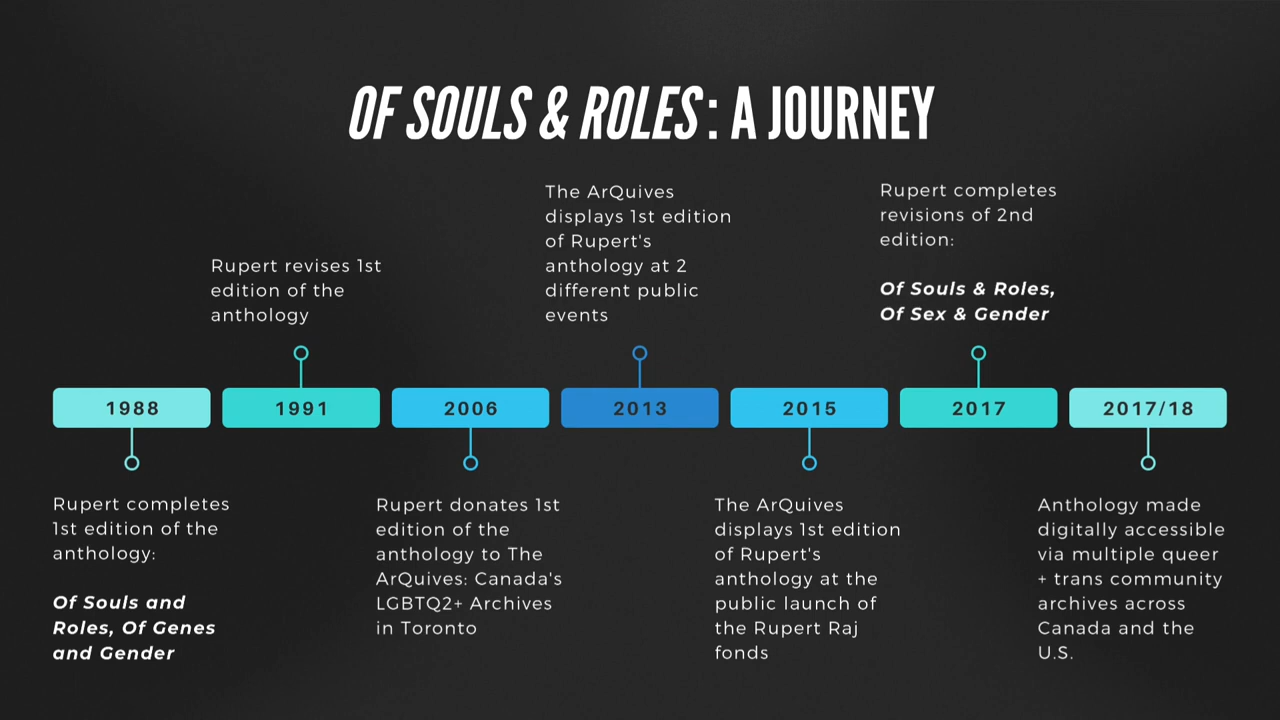 OF SOULS & ROLES: A JOURNEY
Rupert revises 1st
edition of the
anthology
The ArQuives
displays 1st edition
of Rupert's
anthology at 2
different public
events
Rupert completes
revisions of 2nd
edition:
Of Souls & Roles,
Of Sex & Gender
1988
1991
2006
2013
2015
2017
2017/18
Rupert completes
1st edition of the
anthology:
Of Souls and
Roles, Of Genes
and Gender
Rupert donates 1st
edition of the
anthology to The
ArQuives: Canada's
LGBTQ2+ Archives
in Toronto
The ArQuives
displays 1st edition
of Rupert's
anthology at the
public launch of
the Rupert Raj
fonds
Anthology made
digitally accessible
via multiple queer
+ trans community
archives across
Canada and the
U.S.